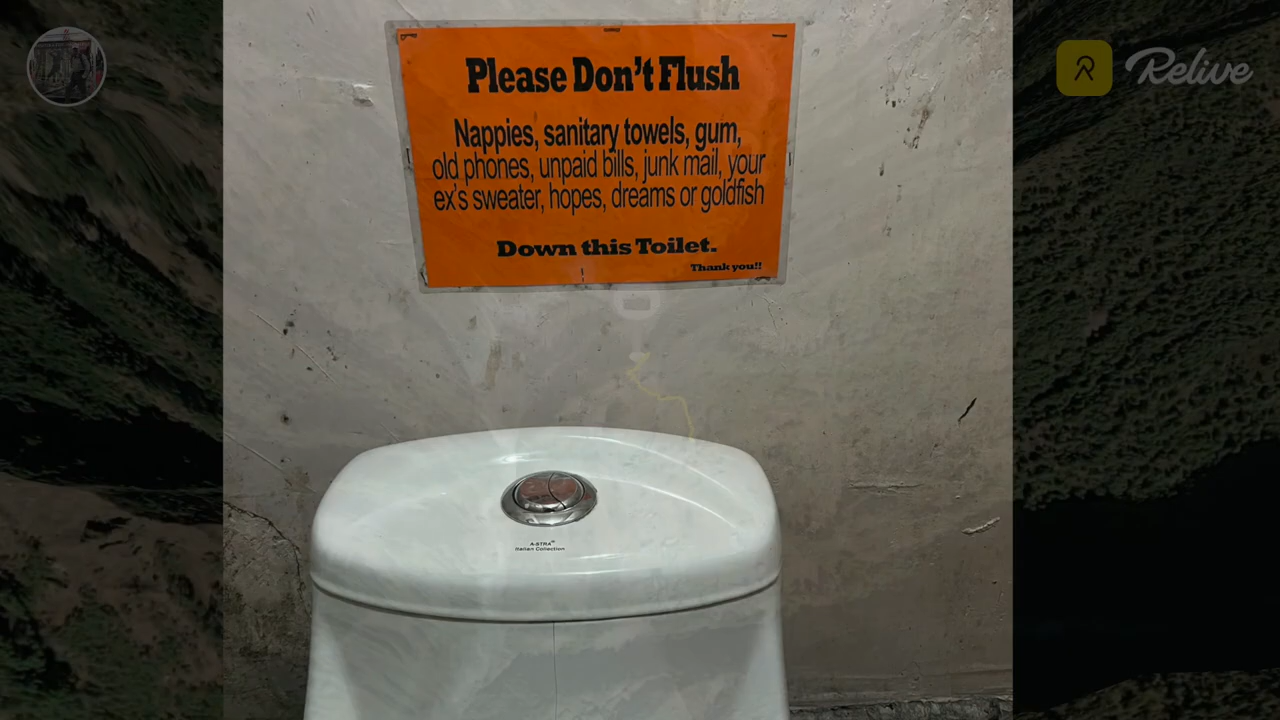 Please Don't Flush
Nappies, sanitary towels, gum,
old phones, unpaid bills, junk mail, your
ex's sweater, hopes, dreams or goldfish
Down this Toilet.
Thank you!!
Relive
A-STRA™
Italian Collection